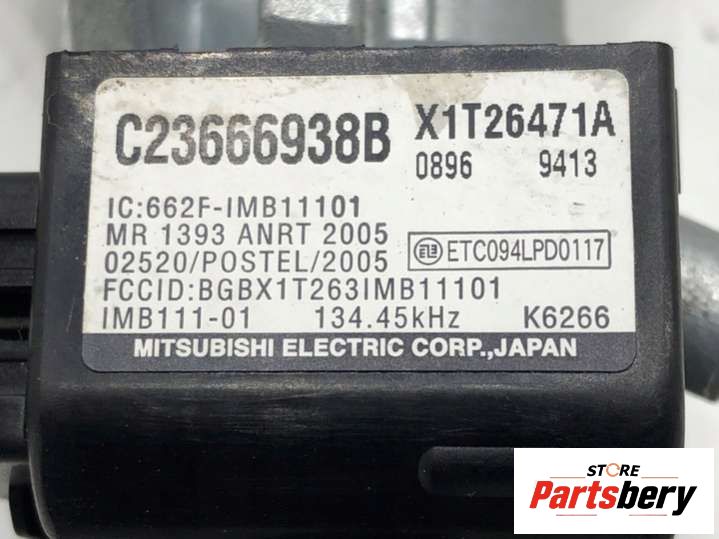 C23666938B X1T26471A
0896 9413
IC:662F-IMB11101
MR 1393 ANRT 2005
02520/POSTEL/2005 ETC094LPD0117
FCCID:BGBX1T263IMB11101
IMB111-01 134.45kHz K6266
MITSUBISHI ELECTRIC CORP.,JAPAN
STORE
Partsbery